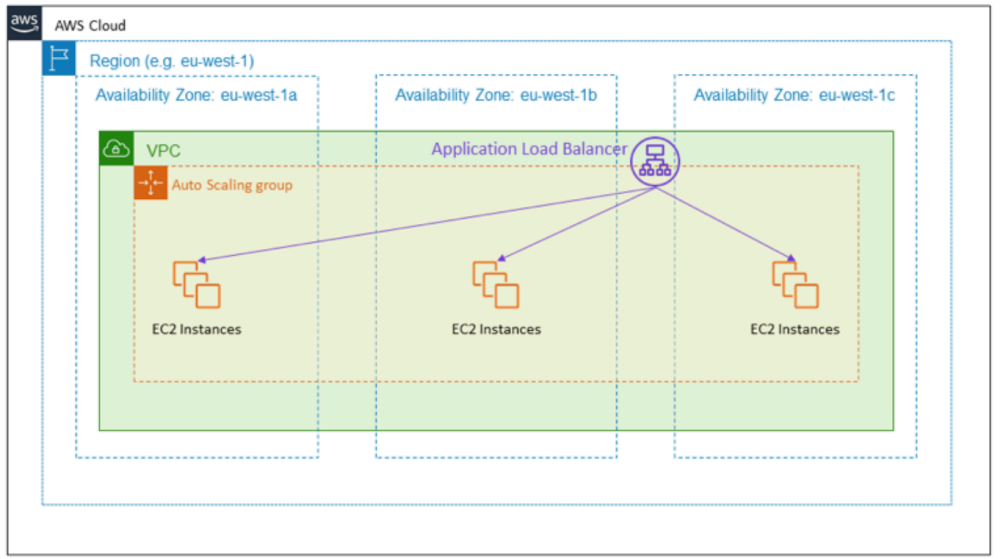 aws
AWS Cloud
Region (e.g. eu-west-1)
Availability Zone: eu-west-1a
Availability Zone: eu-west-1b
Availability Zone: eu-west-1c
VPC
Application Load Balancer
Auto Scaling group
EC2 Instances
EC2 Instances
EC2 Instances